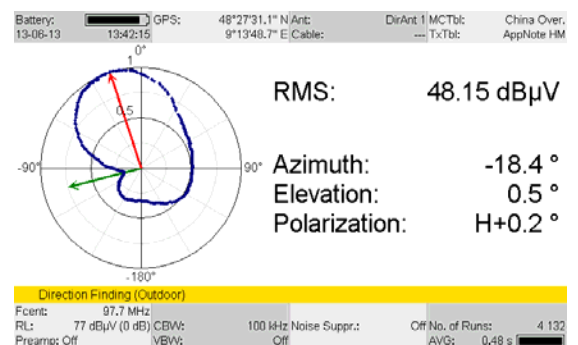 Battery: GPS: 48°27'31.1" N Ant: DirAnt 1 MCTbl: China Over.
13-06-13 13:42:15 9°13'48.7" E Cable: --- TxTbl: AppNote HM
0°
1
0.5
-90°
90°
-180°
RMS: 48.15 dBµV
Azimuth: -18.4 °
Elevation: 0.5 °
Polarization: H+0.2 °
Direction Finding (Outdoor)
Fcent: 97.7 MHz
RL: 77 dBµV (0 dB) CBW: 100 kHz Noise Suppr.: Off No. of Runs: 4 132
Preamp: Off VBW: Off AVG: 0.48 s